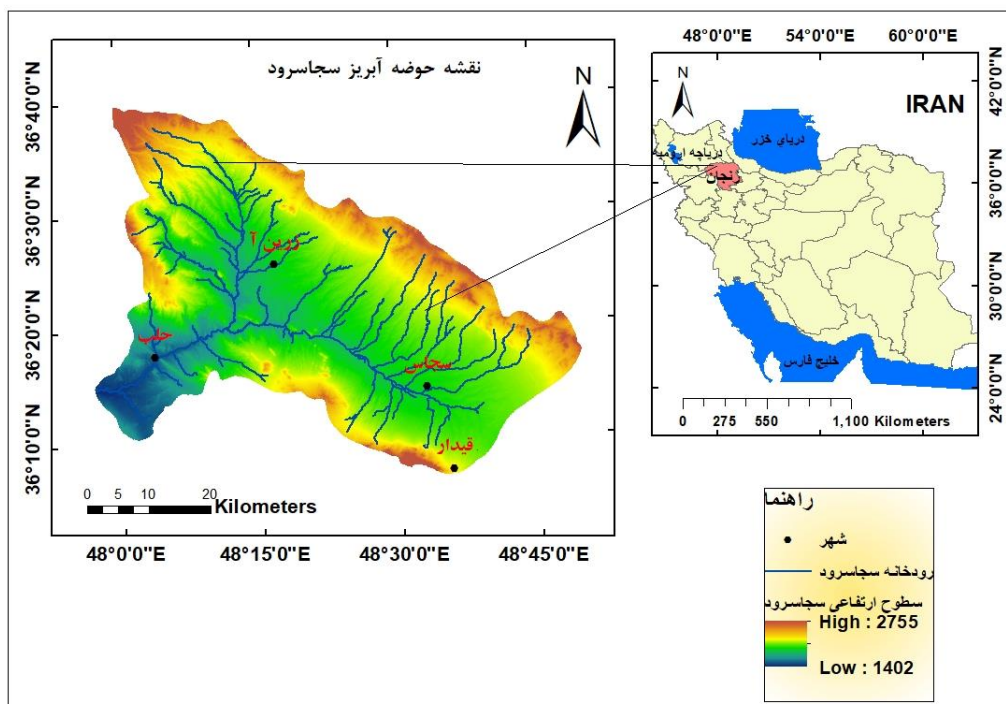 نقشه حوضه آبریز سجاسرود
N
36°40'0"N
36°30'0"N
36°20'0"N
36°10'0"N
زرین آ
حلب
سجاس
قیدار
0 5 10 20 Kilometers
48°0'0"E 48°15'0"E 48°30'0"E 48°45'0"E
48°0'0"E 54°0'0"E 60°0'0"E
N
IRAN
42°0'0"N
36°0'0"N
30°0'0"N
24°0'0"N
دریای خزر
دریاچه ارومیه
زنجان
خلیج فارس
0 275 550 1,100 Kilometers
راهنما
شهر
رودخانه سجاسرود
سطوح ارتفاعی سجاسرود
High : 2755
Low : 1402